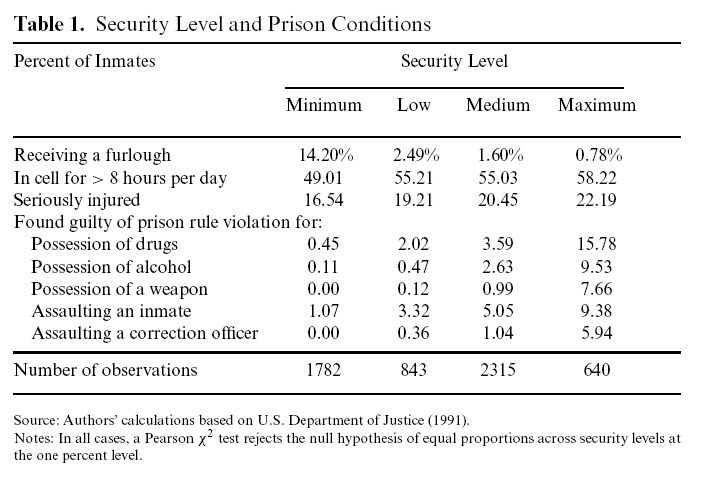 Table 1. Security Level and Prison Conditions
Percent of Inmates Security Level
Minimum Low Medium Maximum
Receiving a furlough 14.20% 2.49% 1.60% 0.78%
In cell for > 8 hours per day 49.01 55.21 55.03 58.22
Seriously injured 16.54 19.21 20.45 22.19
Found guilty of prison rule violation for:
Possession of drugs 0.45 2.02 3.59 15.78
Possession of alcohol 0.11 0.47 2.63 9.53
Possession of a weapon 0.00 0.12 0.99 7.66
Assaulting an inmate 1.07 3.32 5.05 9.38
Assaulting a correction officer 0.00 0.36 1.04 5.94
Number of observations 1782 843 2315 640
Source: Authors' calculations based on U.S. Department of Justice (1991).
Notes: In all cases, a Pearson χ² test rejects the null hypothesis of equal proportions across security levels at
the one percent level.